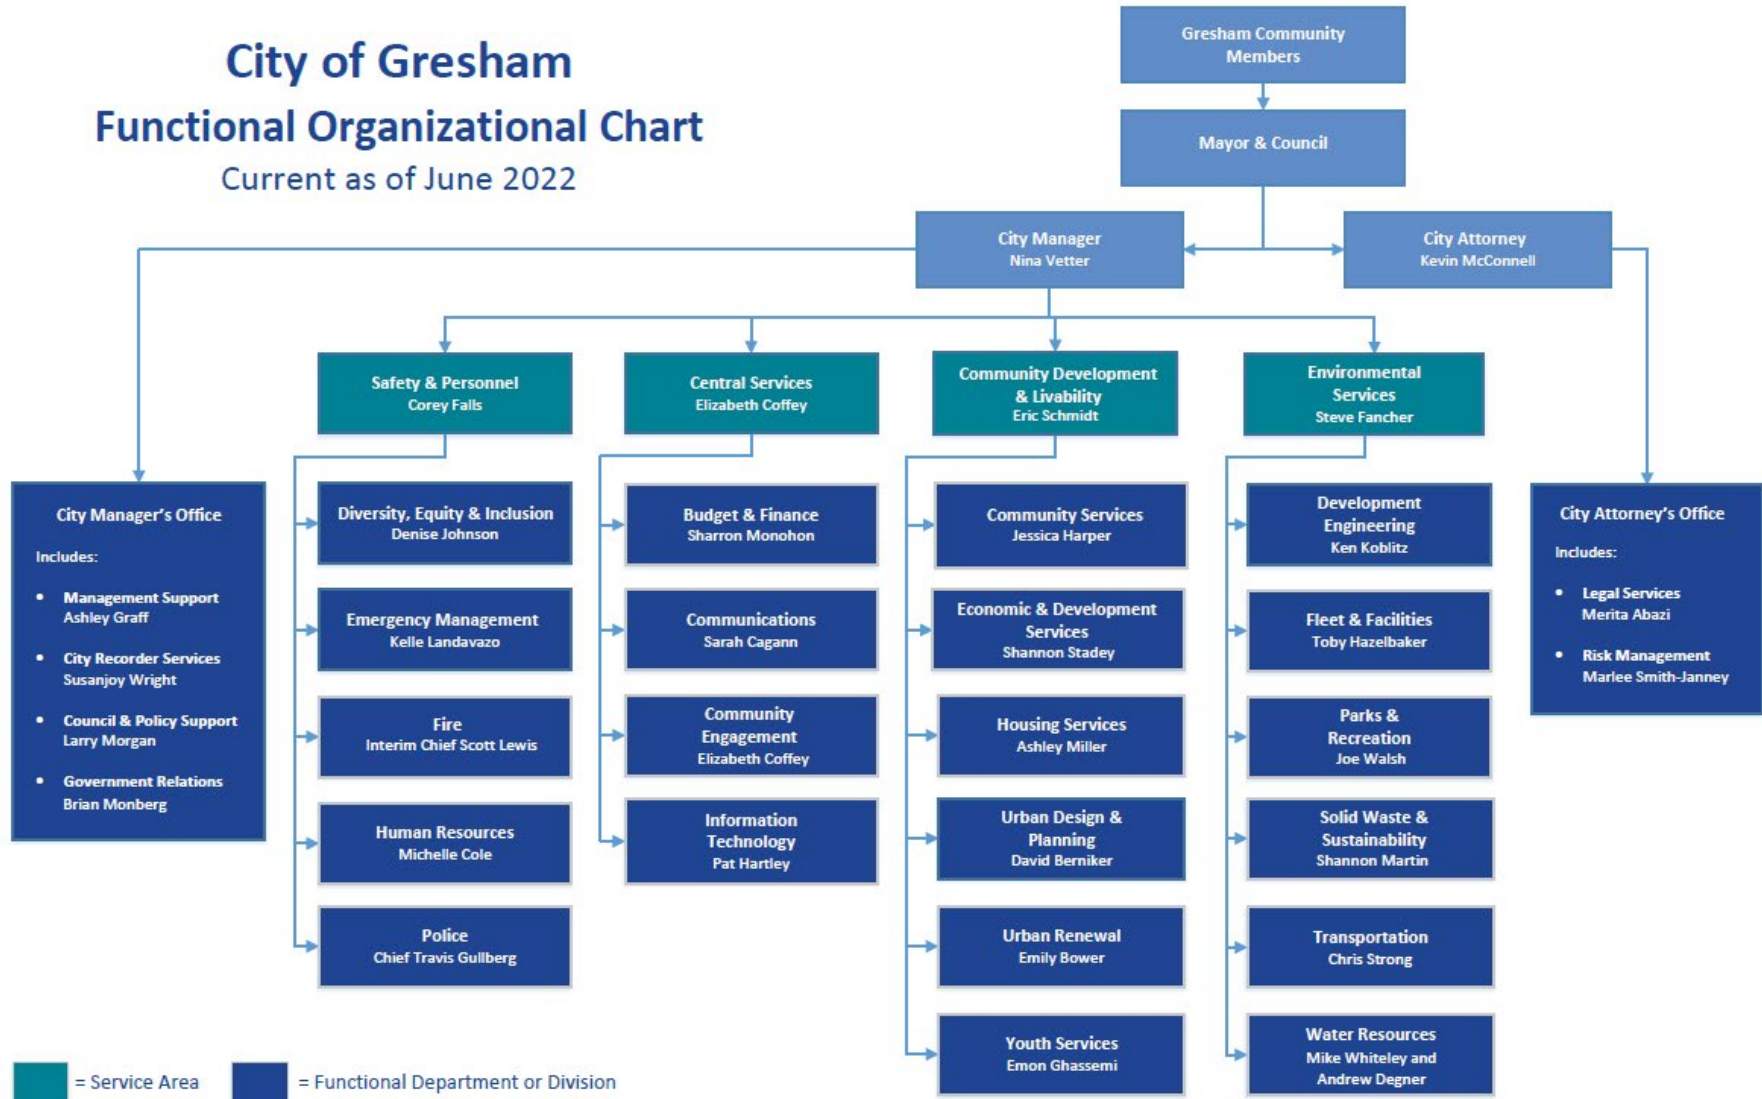 City of Gresham
Functional Organizational Chart
Current as of June 2022
Gresham Community
Members
Mayor & Council
City Manager
Nina Vetter
City Attorney
Kevin McConnell
Safety & Personnel
Corey Falls
Central Services
Elizabeth Coffey
Community Development
& Livability
Eric Schmidt
Environmental
Services
Steve Fancher
City Manager's Office
Includes:
• Management Support
Ashley Graff
• City Recorder Services
Susanjoy Wright
• Council & Policy Support
Larry Morgan
• Government Relations
Brian Monberg
Diversity, Equity & Inclusion
Denise Johnson
Emergency Management
Kelle Landavazo
Fire
Interim Chief Scott Lewis
Human Resources
Michelle Cole
Police
Chief Travis Gullberg
Budget & Finance
Sharron Monohon
Communications
Sarah Cagann
Community
Engagement
Elizabeth Coffey
Information
Technology
Pat Hartley
Community Services
Jessica Harper
Economic & Development
Services
Shannon Stadey
Housing Services
Ashley Miller
Urban Design &
Planning
David Berniker
Urban Renewal
Emily Bower
Youth Services
Emon Ghassemi
Development
Engineering
Ken Koblitz
Fleet & Facilities
Toby Hazelbaker
Parks &
Recreation
Joe Walsh
Solid Waste &
Sustainability
Shannon Martin
Transportation
Chris Strong
Water Resources
Mike Whiteley and
Andrew Degner
City Attorney's Office
Includes:
• Legal Services
Merita Abazi
• Risk Management
Marlee Smith-Janney
= Service Area
= Functional Department or Division